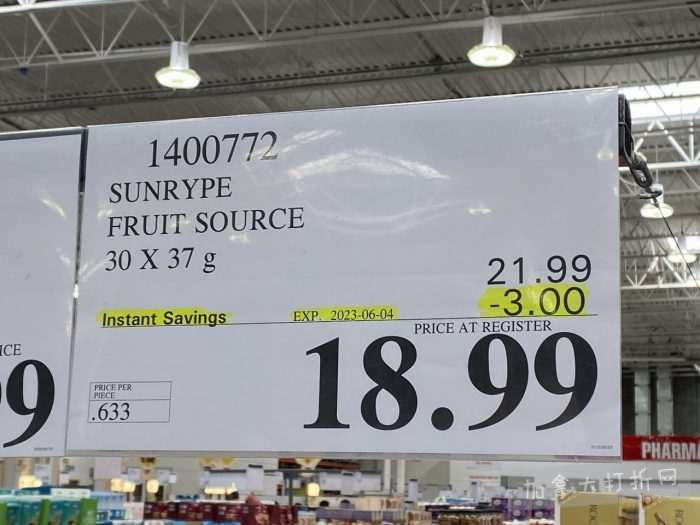 1400772
SUNRYPE
FRUIT SOURCE
30 X 37 g
21.99
-3.00
Instant Savings
EXP. 2023-06-04
PRICE AT REGISTER
18.99
PRICE PER
PIECE
.633
ICE
99
PHARMA
加拿大打折网